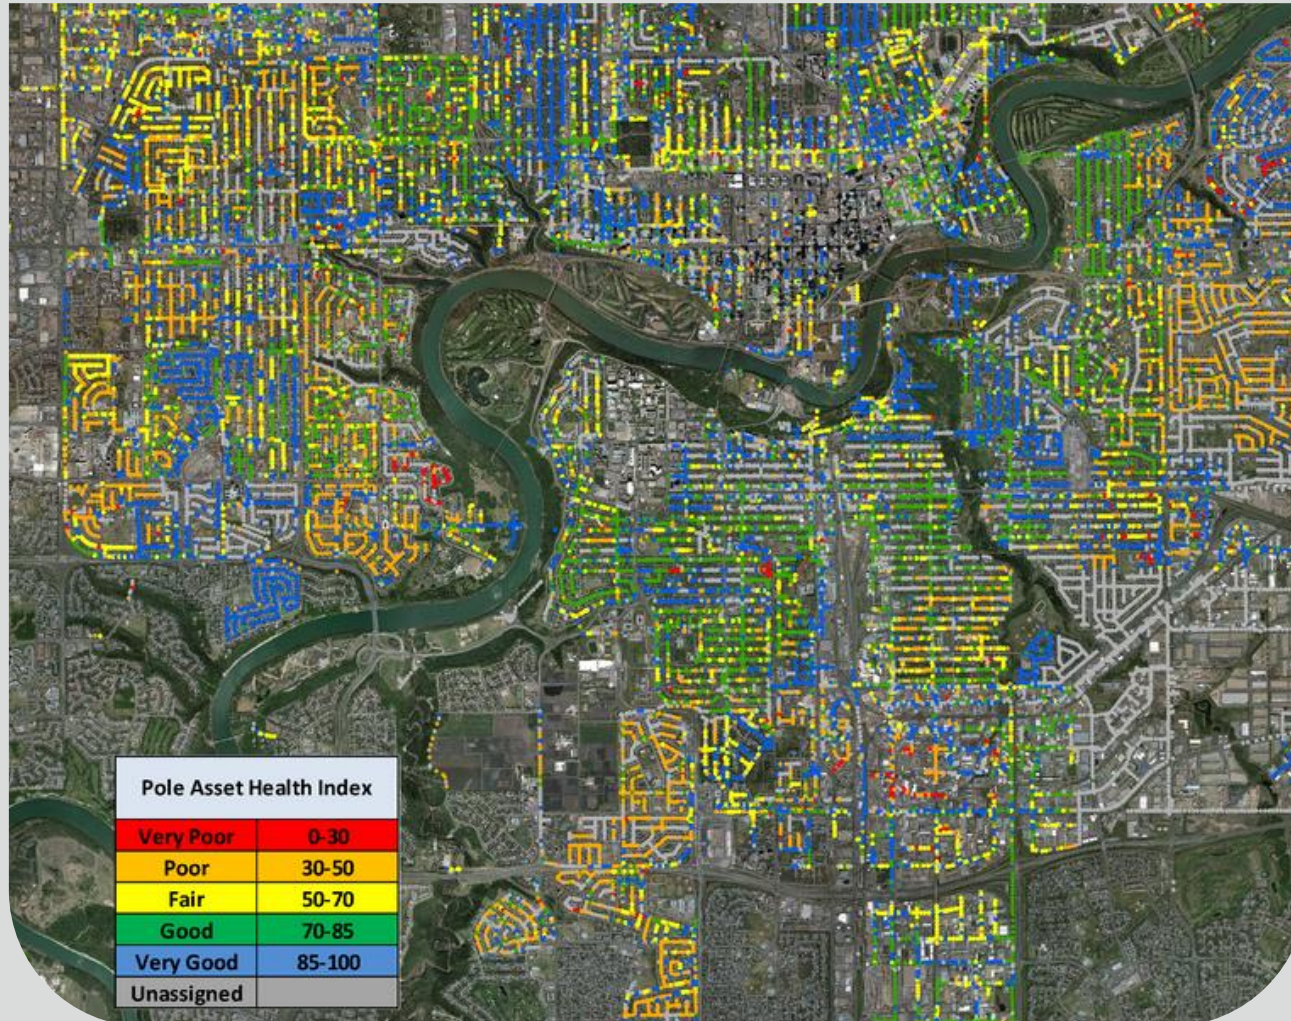 Pole Asset Health Index
Very Poor 0-30
Poor 30-50
Fair 50-70
Good 70-85
Very Good 85-100
Unassigned